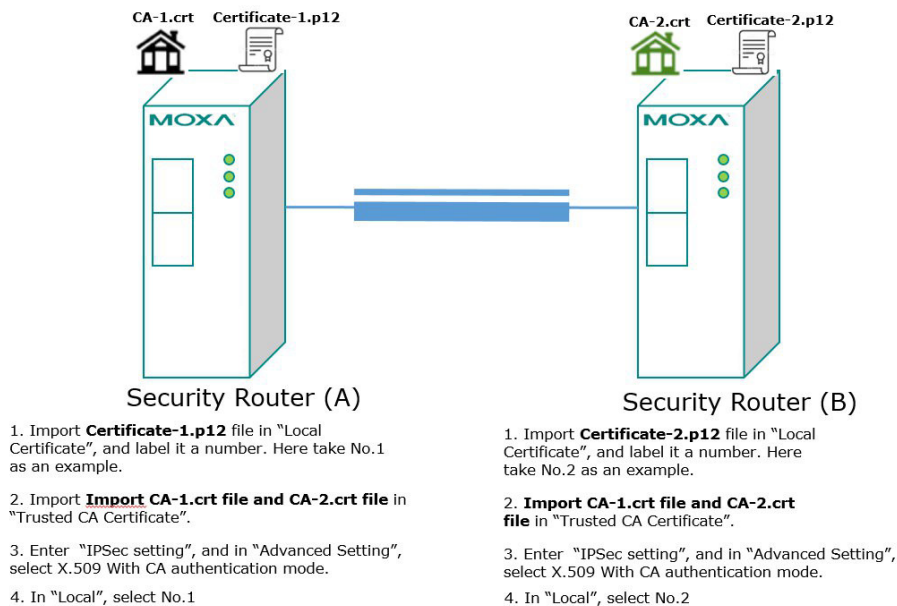 CA-1.crt Certificate-1.p12
CA-2.crt Certificate-2.p12
MOXA
MOXA
Security Router (A)
1. Import Certificate-1.p12 file in “Local
Certificate”, and label it a number. Here take No.1
as an example.
2. Import Import CA-1.crt file and CA-2.crt file in
“Trusted CA Certificate”.
3. Enter “IPSec setting”, and in “Advanced Setting”,
select X.509 With CA authentication mode.
4. In “Local”, select No.1
Security Router (B)
1. Import Certificate-2.p12 file in “Local
Certificate”, and label it a number. Here
take No.2 as an example.
2. Import CA-1.crt file and CA-2.crt
file in “Trusted CA Certificate”.
3. Enter “IPSec setting”, and in “Advanced Setting”,
select X.509 With CA authentication mode.
4. In “Local”, select No.2